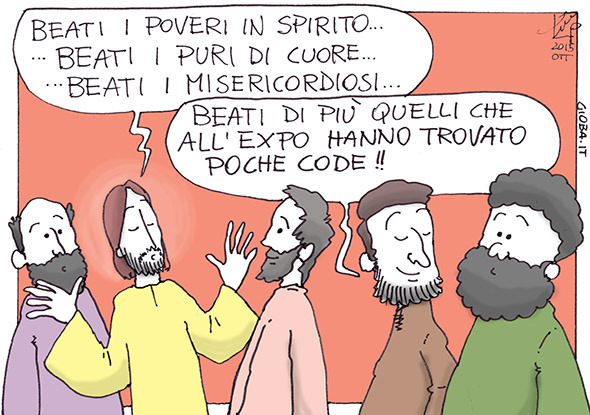 BEATI I POVERI IN SPIRITO...
... BEATI I PURI DI CUORE...
...BEATI I MISERICORDIOSI...
BEATI DI PIÙ QUELLI CHE
ALL'EXPO HANNO TROVATO
POCHE CODE!!
2015
OTT
GIOBA.IT